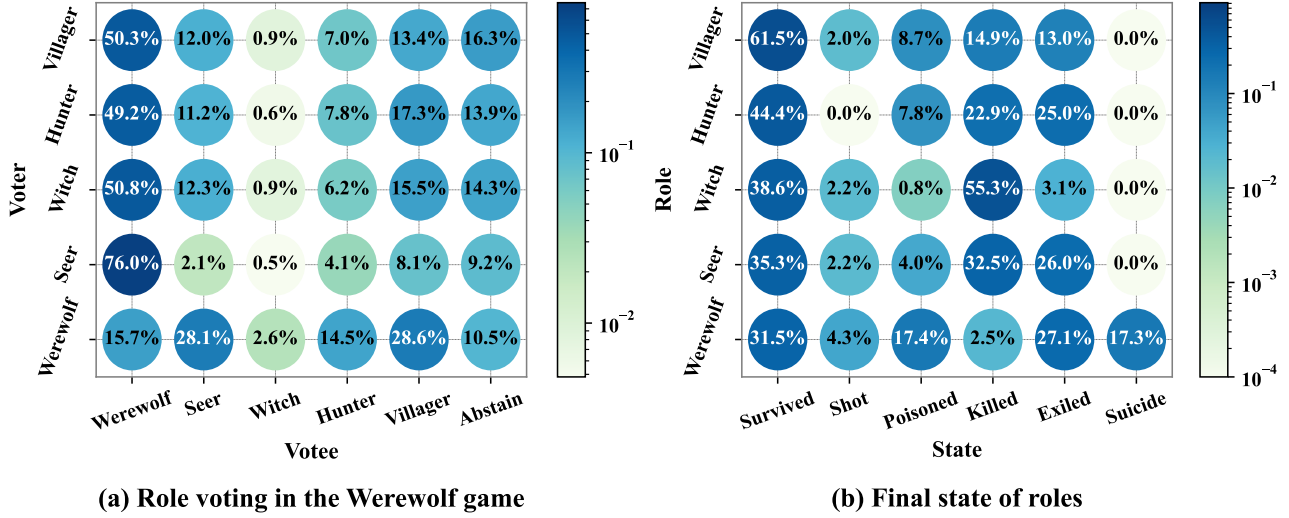 Villager 50.3% 12.0% 0.9% 7.0% 13.4% 16.3%
Hunter 49.2% 11.2% 0.6% 7.8% 17.3% 13.9%
Witch 50.8% 12.3% 0.9% 6.2% 15.5% 14.3%
Seer 76.0% 2.1% 0.5% 4.1% 8.1% 9.2%
Werewolf 15.7% 28.1% 2.6% 14.5% 28.6% 10.5%
Voter
Werewolf Seer Witch Hunter Villager Abstain
Votee
10⁻¹
10⁻²
(a) Role voting in the Werewolf game
Villager 61.5% 2.0% 8.7% 14.9% 13.0% 0.0%
Hunter 44.4% 0.0% 7.8% 22.9% 25.0% 0.0%
Witch 38.6% 2.2% 0.8% 55.3% 3.1% 0.0%
Seer 35.3% 2.2% 4.0% 32.5% 26.0% 0.0%
Werewolf 31.5% 4.3% 17.4% 2.5% 27.1% 17.3%
Role
Survived Shot Poisoned Killed Exiled Suicide
State
10⁻¹
10⁻²
10⁻³
10⁻⁴
(b) Final state of roles